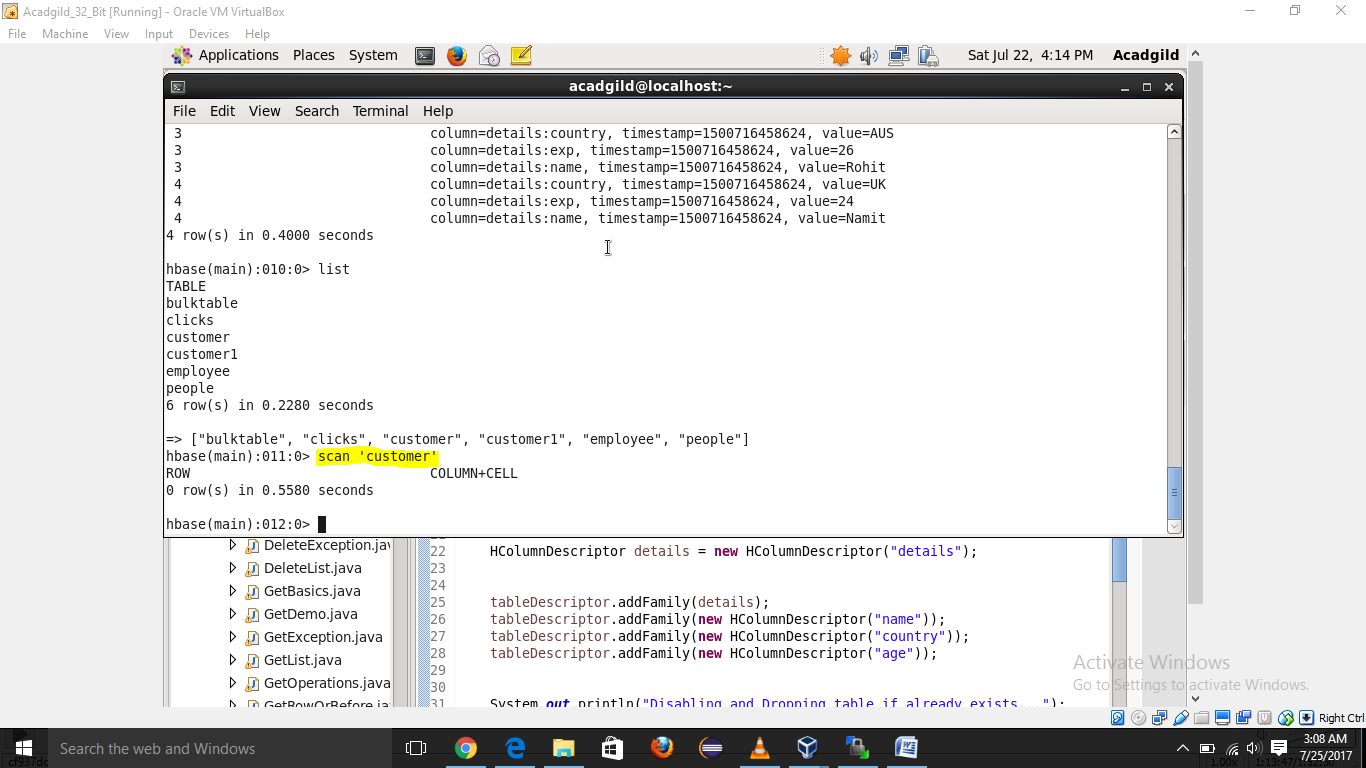 Acadgild_32_Bit [Running] - Oracle VM VirtualBox
File Machine View Input Devices Help
Applications Places System Sat Jul 22, 4:14 PM Acadgild
acadgild@localhost:~
File Edit View Search Terminal Help
3 column=details:country, timestamp=1500716458624, value=AUS
3 column=details:exp, timestamp=1500716458624, value=26
3 column=details:name, timestamp=1500716458624, value=Rohit
4 column=details:country, timestamp=1500716458624, value=UK
4 column=details:exp, timestamp=1500716458624, value=24
4 column=details:name, timestamp=1500716458624, value=Namit
4 row(s) in 0.4000 seconds
hbase(main):010:0> list
TABLE
bulktable
clicks
customer
customer1
employee
people
6 row(s) in 0.2280 seconds
=> ["bulktable", "clicks", "customer", "customer1", "employee", "people"]
hbase(main):011:0> scan 'customer'
ROW COLUMN+CELL
0 row(s) in 0.5580 seconds
hbase(main):012:0>
DeleteException.jav
DeleteList.java
GetBasics.java
GetDemo.java
GetException.java
GetList.java
GetOperations.java
GetRowOrBefore.ja
22 HColumnDescriptor details = new HColumnDescriptor("details");
23
24
25 tableDescriptor.addFamily(details);
26 tableDescriptor.addFamily(new HColumnDescriptor("name"));
27 tableDescriptor.addFamily(new HColumnDescriptor("country"));
28 tableDescriptor.addFamily(new HColumnDescriptor("age"));
29
30
31 System.out.println("Disabling and Dropping table if already exists...");
Activate Windows
Go to Settings to activate Windows.
Right Ctrl
Search the web and Windows
3:08 AM
7/25/2017
cf937dc
1.00x